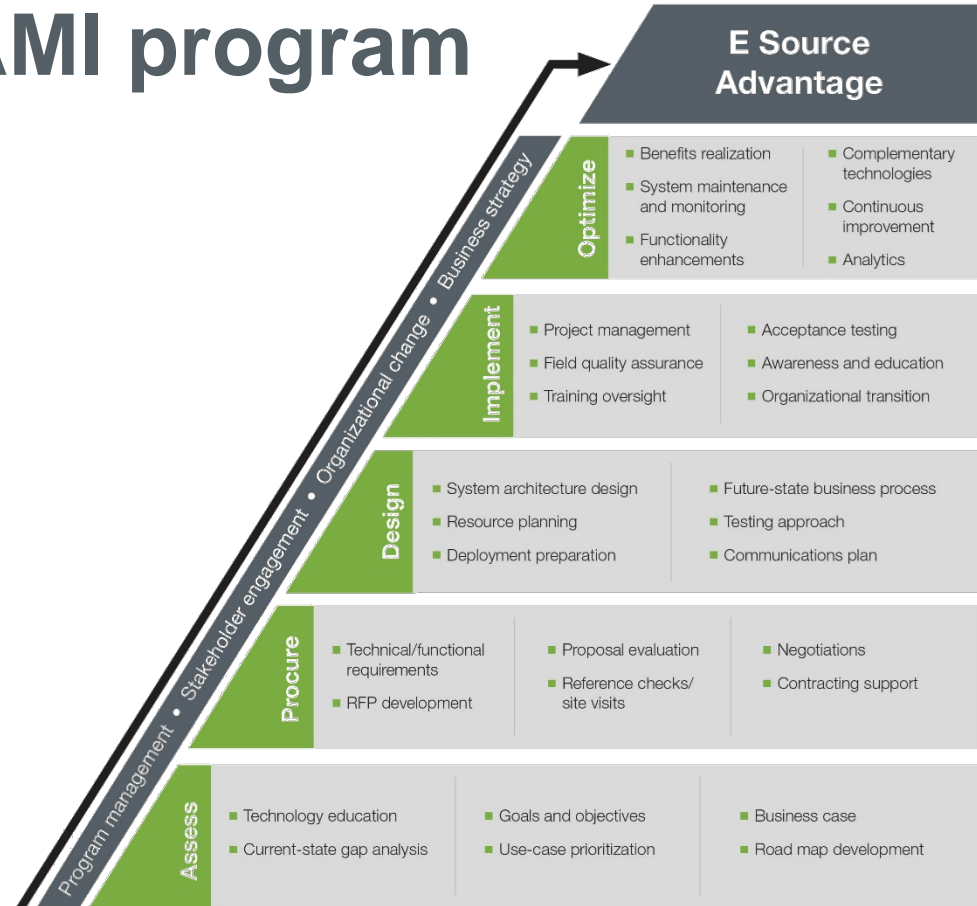 AMI program
E Source
Advantage
Program management • Stakeholder engagement • Organizational change • Business strategy
Optimize
■ Benefits realization
■ System maintenance
and monitoring
■ Functionality
enhancements
■ Complementary
technologies
■ Continuous
improvement
■ Analytics
Implement
■ Project management
■ Field quality assurance
■ Training oversight
■ Acceptance testing
■ Awareness and education
■ Organizational transition
Design
■ System architecture design
■ Resource planning
■ Deployment preparation
■ Future-state business process
■ Testing approach
■ Communications plan
Procure
■ Technical/functional
requirements
■ RFP development
■ Proposal evaluation
■ Reference checks/
site visits
■ Negotiations
■ Contracting support
Assess
■ Technology education
■ Current-state gap analysis
■ Goals and objectives
■ Use-case prioritization
■ Business case
■ Road map development